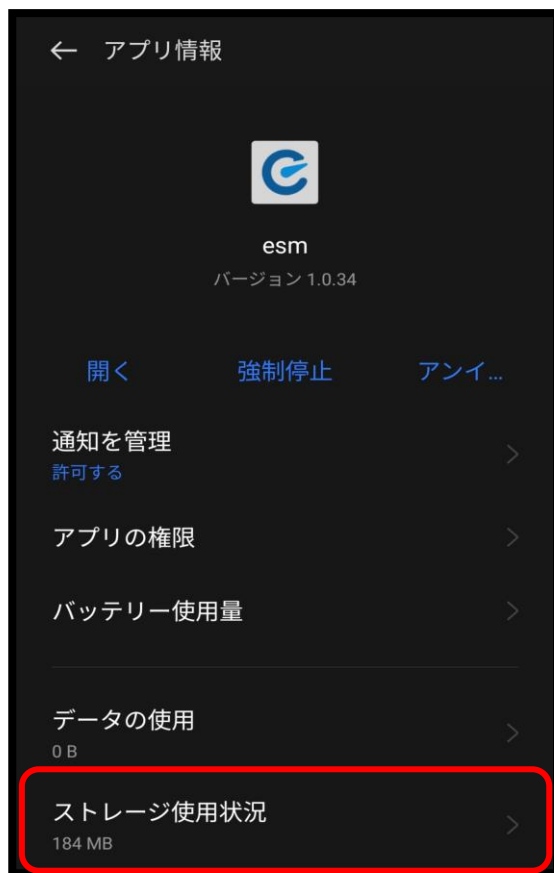 ← アプリ情報
esm
バージョン 1.0.34
開く 強制停止 アンイ...
通知を管理
許可する
アプリの権限
バッテリー使用量
データの使用
0 B
ストレージ使用状況
184 MB